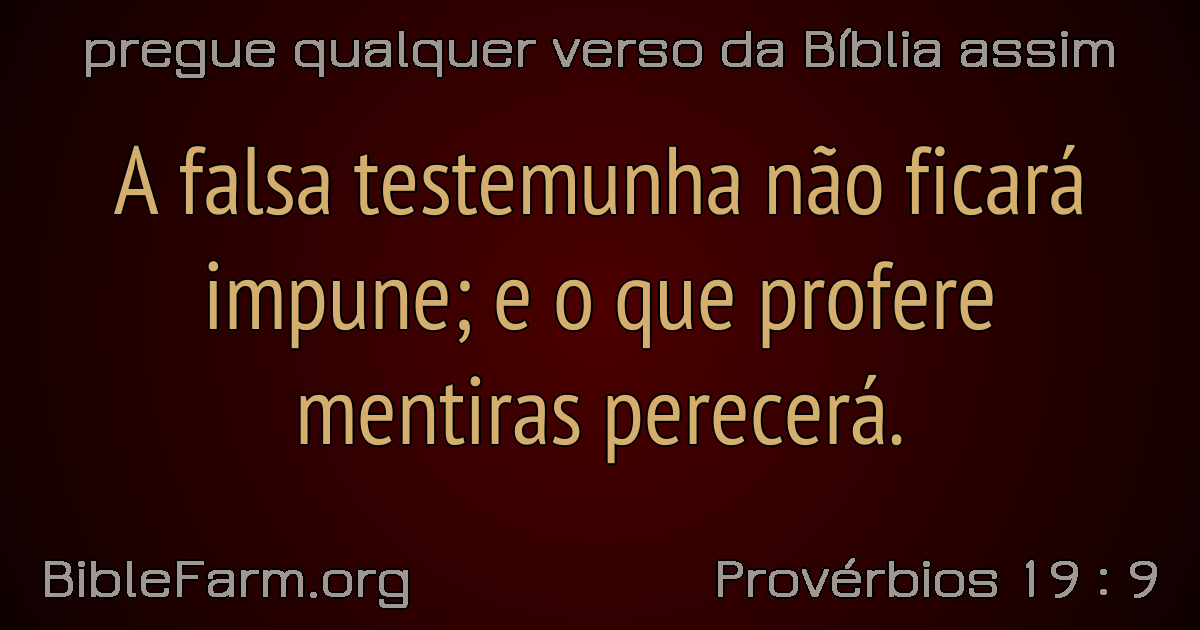 pregue qualquer verso da Bíblia assim
A falsa testemunha não ficará
impune; e o que profere
mentiras perecerá.
BibleFarm.org
Provérbios 19 : 9